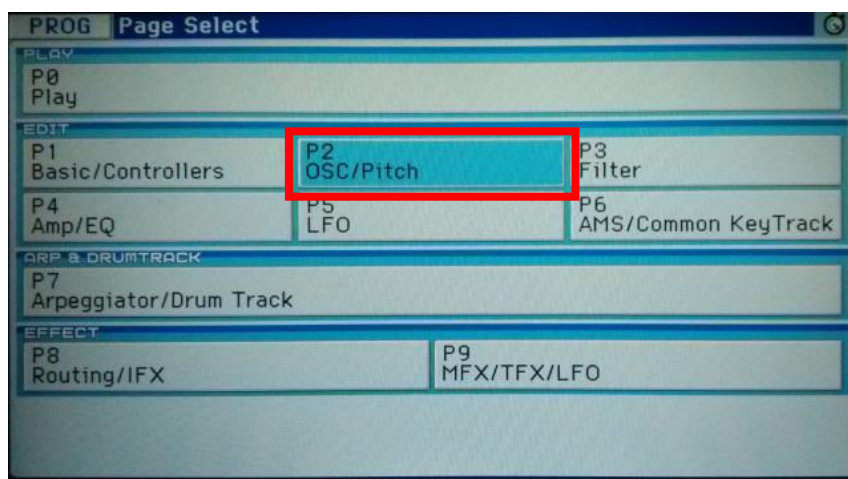 PROG Page Select
PLAY
P0
Play
EDIT
P1
Basic/Controllers
P2
OSC/Pitch
P3
Filter
P4
Amp/EQ
P5
LFO
P6
AMS/Common KeyTrack
ARP & DRUMTRACK
P7
Arpeggiator/Drum Track
EFFECT
P8
Routing/IFX
P9
MFX/TFX/LFO